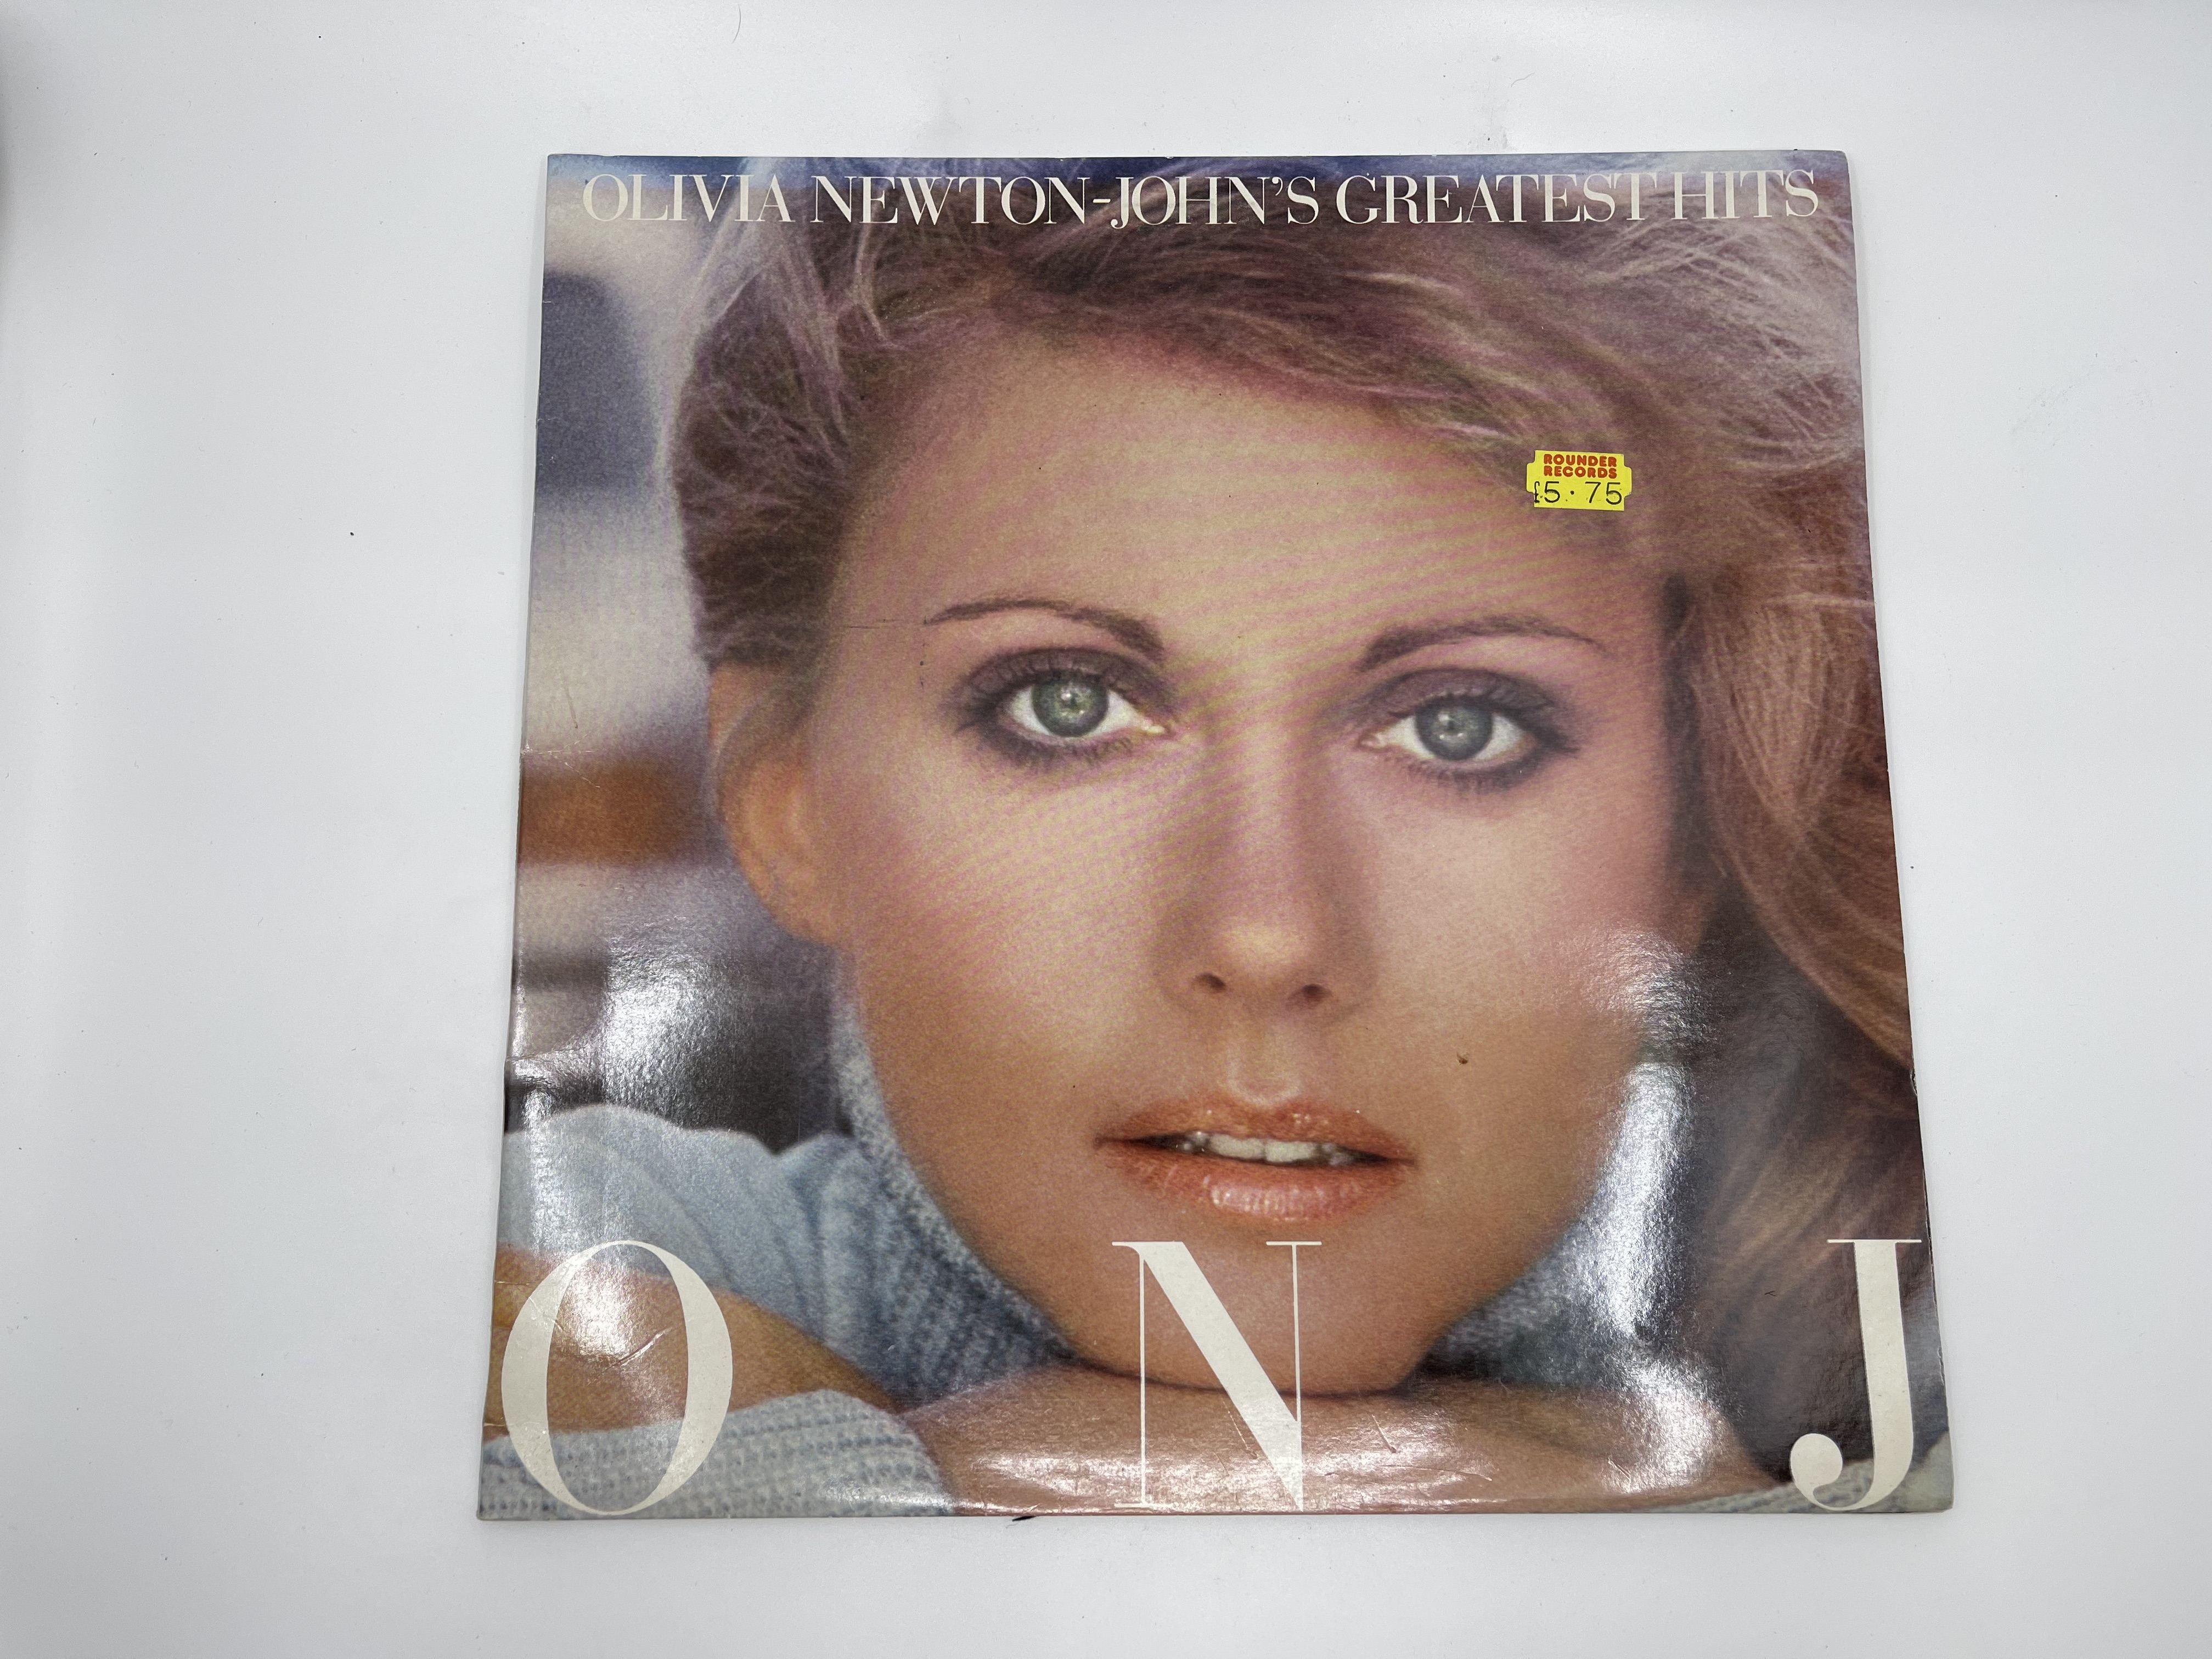 OLIVIA NEWTON-JOHN'S GREATEST HITS
ROUNDER
RECORDS
£5.75
O N J